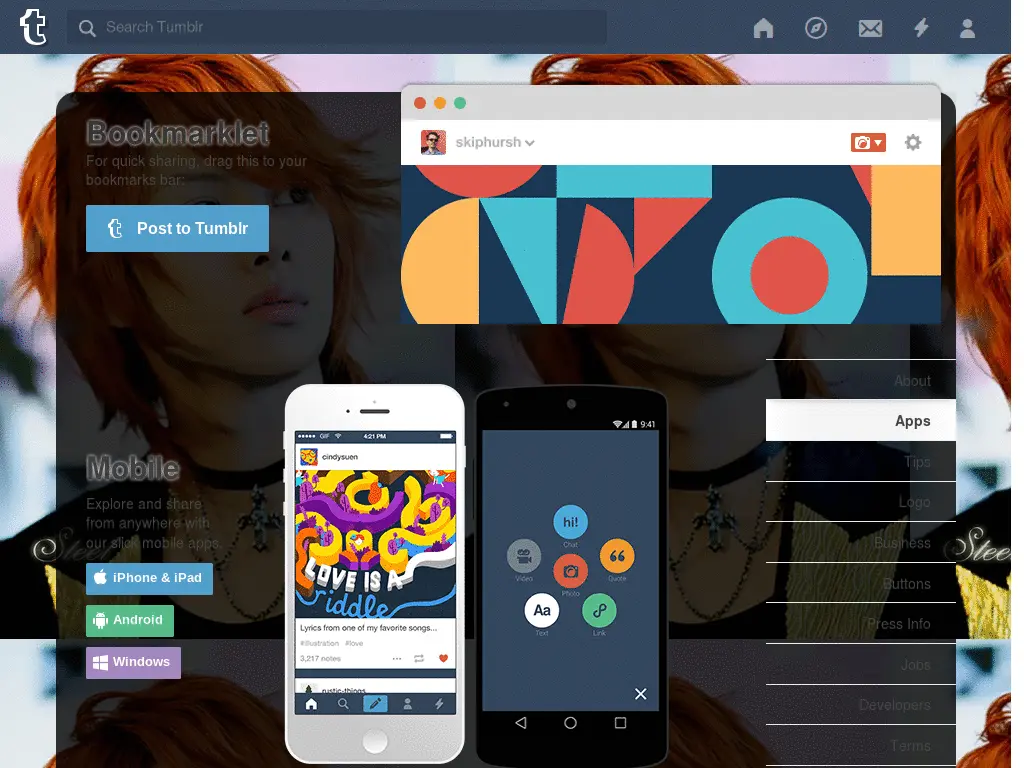 t
Search Tumblr
Bookmarklet
For quick sharing, drag this to your
bookmarks bar:
Post to Tumblr
skiphursh
About
Apps
Tips
Logo
Business
Buttons
Press Info
Jobs
Developers
Terms
Mobile
Explore and share
from anywhere with
our slick mobile apps.
iPhone & iPad
Android
Windows
GIF
4:21 PM
cindysuen
LOVE IS A
riddle
Lyrics from one of my favorite songs...
#illustration #love
3,217 notes
rustic-things
9:41
hi!
Chat
Video
Quote
Photo
Aa
Text
Link
Stee